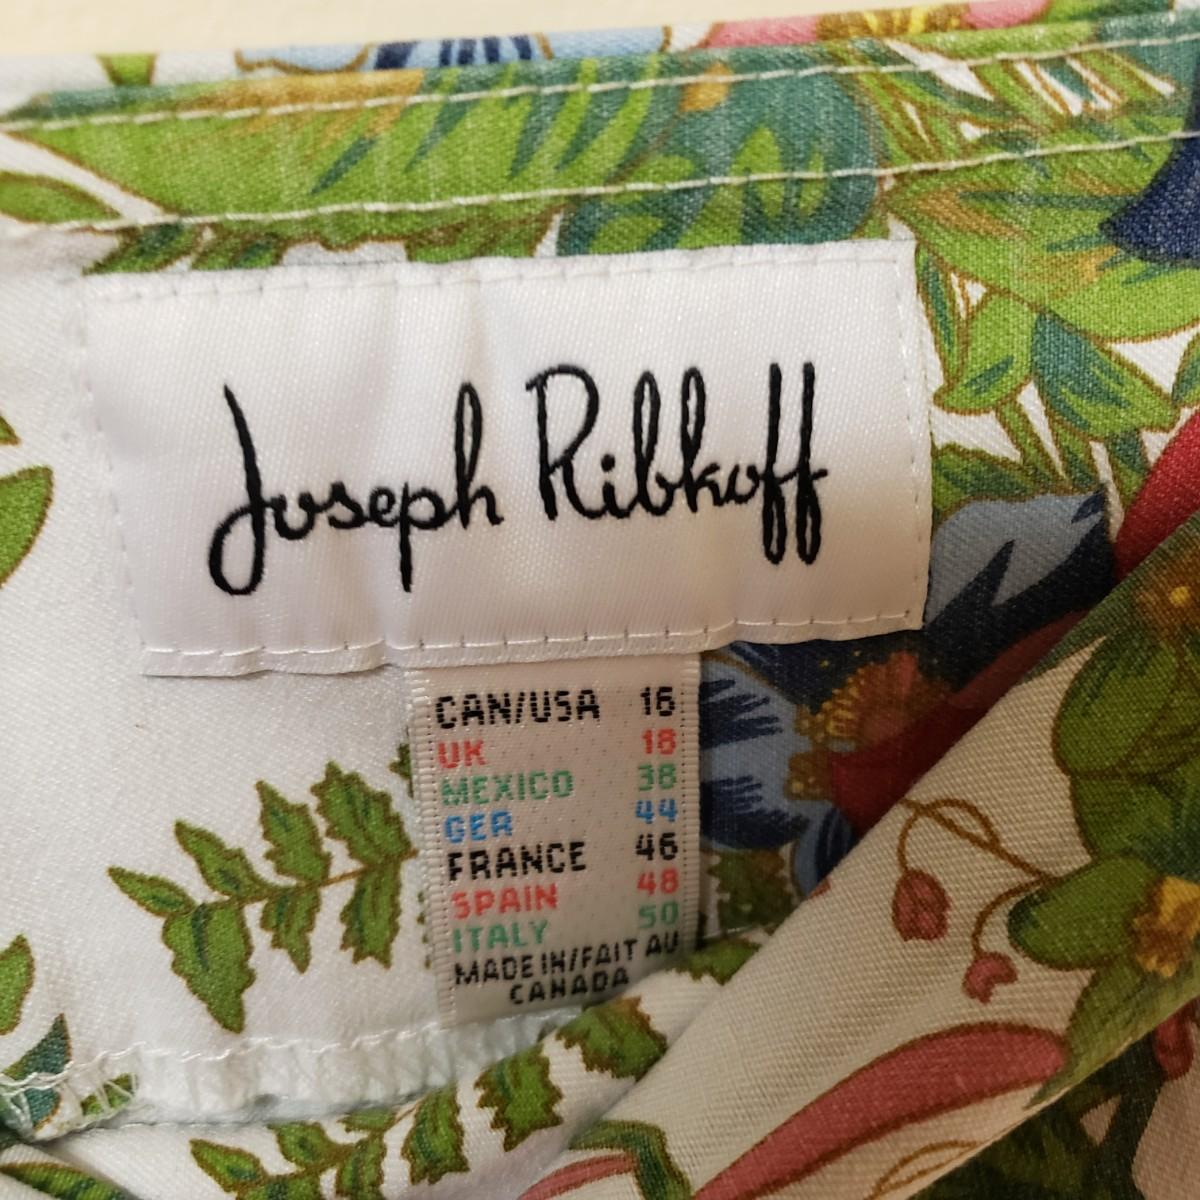 Joseph Ribkoff
CAN/USA 16
UK 18
MEXICO 38
GER 44
FRANCE 46
SPAIN 48
ITALY 50
MADE IN/FAIT AU
CANADA